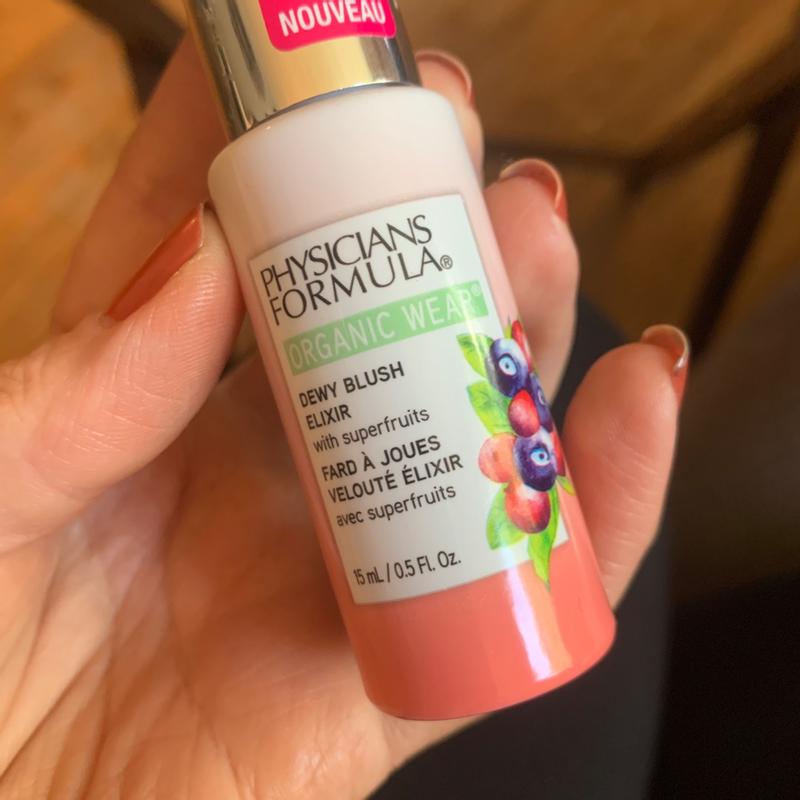 NOUVEAU
PHYSICIANS
FORMULA®
ORGANIC WEAR®
DEWY BLUSH
ELIXIR
with superfruits
FARD À JOUES
VELOUTÉ ÉLIXIR
avec superfruits
15 mL / 0.5 Fl. Oz.